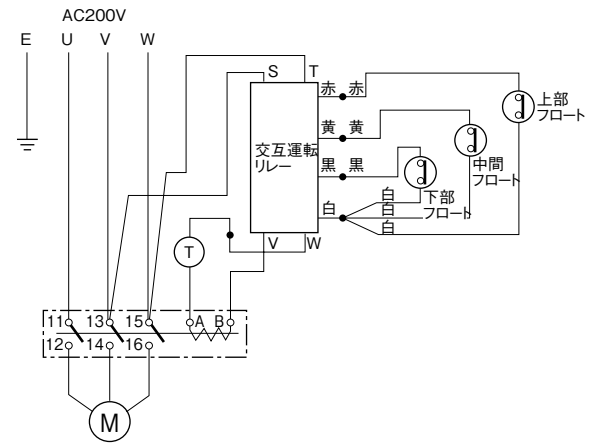 AC200V
E U V W
S T
赤 赤
上部
フロート
黄 黄
交互運転
リレー
中間
フロート
黒 黒
白
下部
フロート
白
白
白
V W
T
11 13 15 A B
12 14 16
M